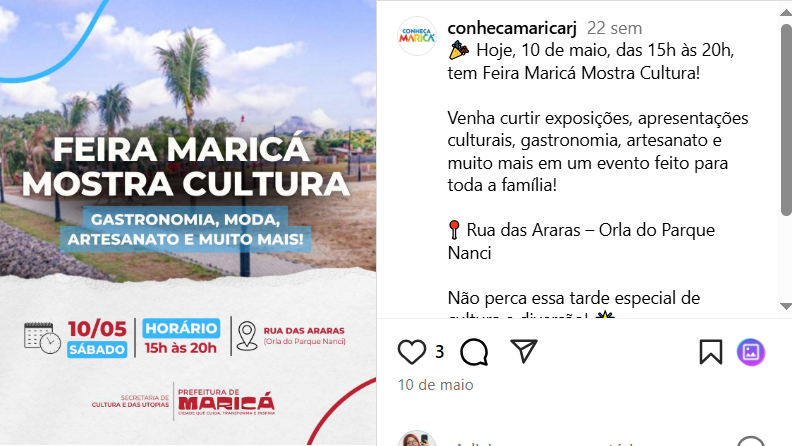 FEIRA MARICÁ
MOSTRA CULTURA
GASTRONOMIA, MODA,
ARTESANATO E MUITO MAIS!
10/05
SÁBADO
HORÁRIO
15h às 20h
RUA DAS ARARAS
(Orla do Parque Nanci)
SECRETARIA DE
CULTURA E DAS UTOPIAS
PREFEITURA DE
MARICÁ
CIDADE QUE CUIDA, TRANSFORMA E INSPIRA
CONHEÇA
MARICÁ
conhecamaricarj 22 sem
🎉 Hoje, 10 de maio, das 15h às 20h,
tem Feira Maricá Mostra Cultura!
Venha curtir exposições, apresentações
culturais, gastronomia, artesanato e
muito mais em um evento feito para
toda a família!
📍 Rua das Araras – Orla do Parque
Nanci
Não perca essa tarde especial de
3
10 de maio